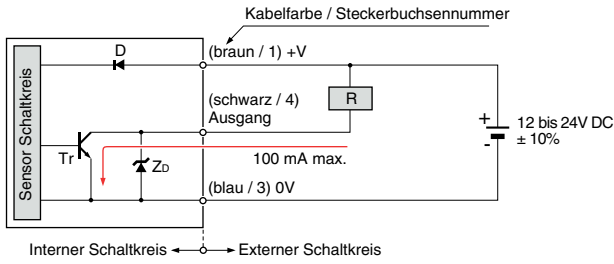 Kabelfarbe / Steckerbuchsennummer
D
(braun / 1) +V
Sensor Schaltkreis
(schwarz / 4)
Ausgang
R
+
-
12 bis 24V DC
± 10%
Tr
ZD
100 mA max.
(blau / 3) 0V
Interner Schaltkreis
Externer Schaltkreis